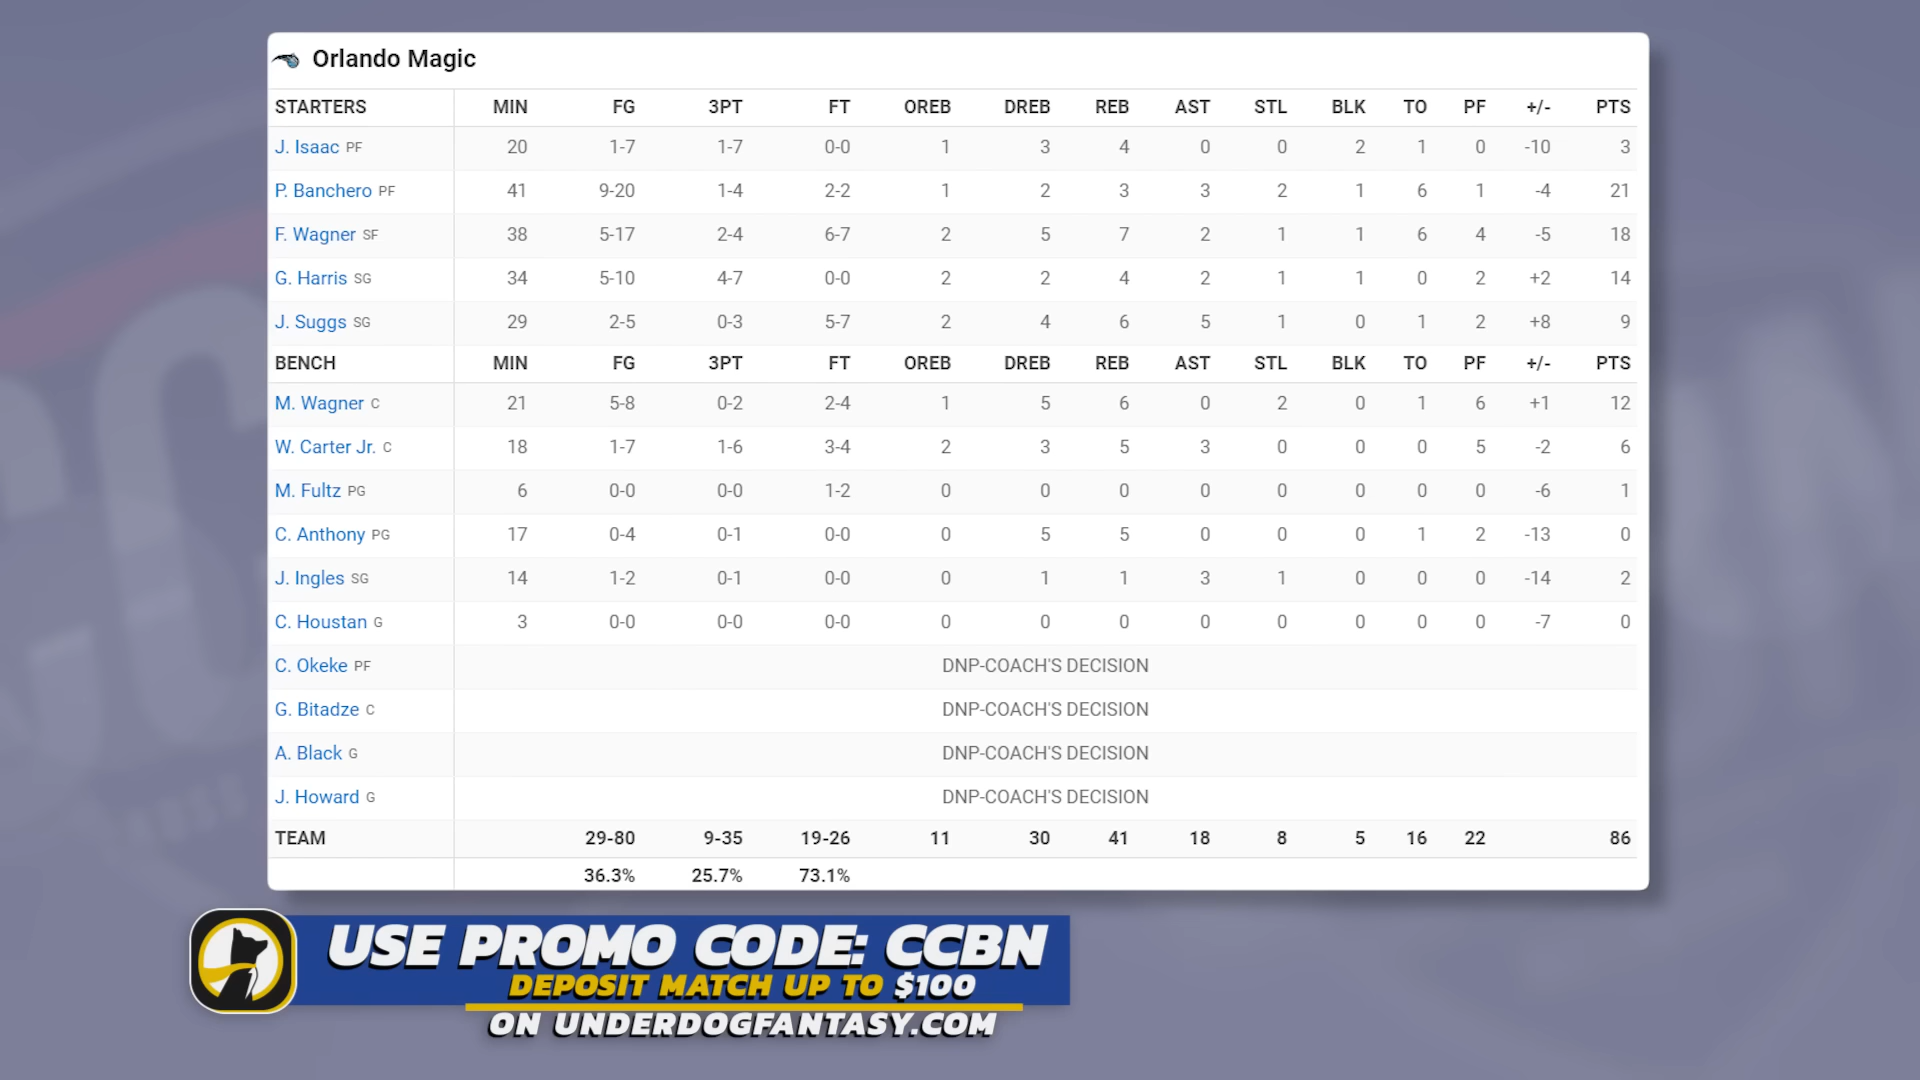 Orlando Magic
STARTERS MIN FG 3PT FT OREB DREB REB AST STL BLK TO PF +/- PTS
J. Isaac PF 20 1-7 1-7 0-0 1 3 4 0 0 2 1 0 -10 3
P. Banchero PF 41 9-20 1-4 2-2 1 2 3 3 2 1 6 1 -4 21
F. Wagner SF 38 5-17 2-4 6-7 2 5 7 2 1 1 6 4 -5 18
G. Harris SG 34 5-10 4-7 0-0 2 2 4 2 1 1 0 2 +2 14
J. Suggs SG 29 2-5 0-3 5-7 2 4 6 5 1 0 1 2 +8 9
BENCH MIN FG 3PT FT OREB DREB REB AST STL BLK TO PF +/- PTS
M. Wagner C 21 5-8 0-2 2-4 1 5 6 0 2 0 1 6 +1 12
W. Carter Jr. C 18 1-7 1-6 3-4 2 3 5 3 0 0 0 5 -2 6
M. Fultz PG 6 0-0 0-0 1-2 0 0 0 0 0 0 0 0 -6 1
C. Anthony PG 17 0-4 0-1 0-0 0 5 5 0 0 0 1 2 -13 0
J. Ingles SG 14 1-2 0-1 0-0 0 1 1 3 1 0 0 0 -14 2
C. Houstan G 3 0-0 0-0 0-0 0 0 0 0 0 0 0 0 -7 0
C. Okeke PF DNP-COACH'S DECISION
G. Bitadze C DNP-COACH'S DECISION
A. Black G DNP-COACH'S DECISION
J. Howard G DNP-COACH'S DECISION
TEAM 29-80 9-35 19-26 11 30 41 18 8 5 16 22 86
36.3% 25.7% 73.1%
USE PROMO CODE: CCBN
DEPOSIT MATCH UP TO $100
ON UNDERDOGFANTASY.COM